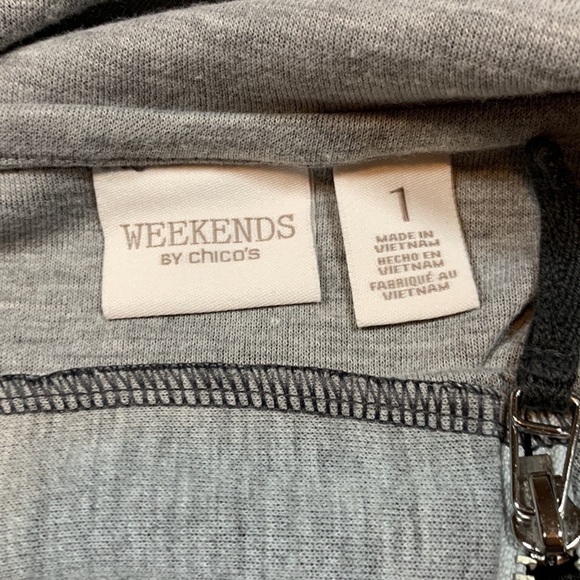 WEEKENDS
BY chico's
1
MADE IN
VIETNAM
HECHO EN
VIETNAM
FABRIQUÉ AU
VIETNAM